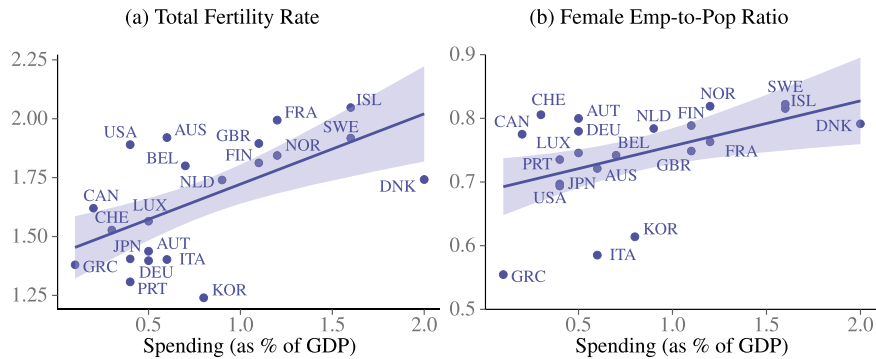 (a) Total Fertility Rate
2.25
2.00
1.75
1.50
1.25
USA
AUS
GBR
FRA
ISL
BEL
FIN
NOR
SWE
NLD
DNK
CAN
CHE
LUX
JPN
AUT
GRC
DEU
ITA
PRT
KOR
0.5
1.0
1.5
2.0
Spending (as % of GDP)
(b) Female Emp-to-Pop Ratio
0.9
0.8
0.7
0.6
0.5
CAN
CHE
AUT
DEU
NLD
FIN
NOR
SWE
ISL
DNK
LUX
PRT
BEL
GBR
FRA
USA
JPN
AUS
KOR
ITA
GRC
0.5
1.0
1.5
2.0
Spending (as % of GDP)